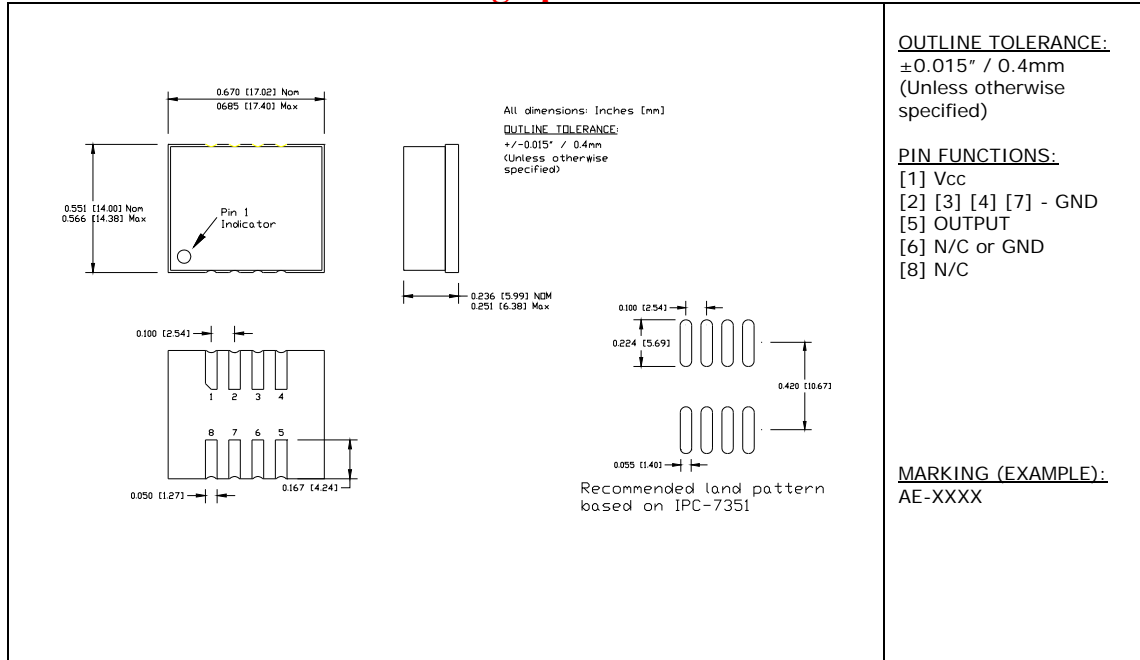 0.670 [17.02] Nom
0685 [17.40] Max
All dimensions: Inches [mm]
OUTLINE TOLERANCE:
+/-0.015" / 0.4mm
(Unless otherwise
specified)
0.551 [14.00] Nom
0.566 [14.38] Max
Pin 1
Indicator
0.236 [5.99] NOM
0.251 [6.38] Max
0.100 [2.54]
1 2 3 4
8 7 6 5
0.050 [1.27]
0.167 [4.24]
0.100 [2.54]
0.224 [5.69]
0.420 [10.67]
0.055 [1.40]
Recommended land pattern
based on IPC-7351
OUTLINE TOLERANCE:
±0.015" / 0.4mm
(Unless otherwise
specified)
PIN FUNCTIONS:
[1] Vcc
[2] [3] [4] [7] - GND
[5] OUTPUT
[6] N/C or GND
[8] N/C
MARKING (EXAMPLE):
AE-XXXX